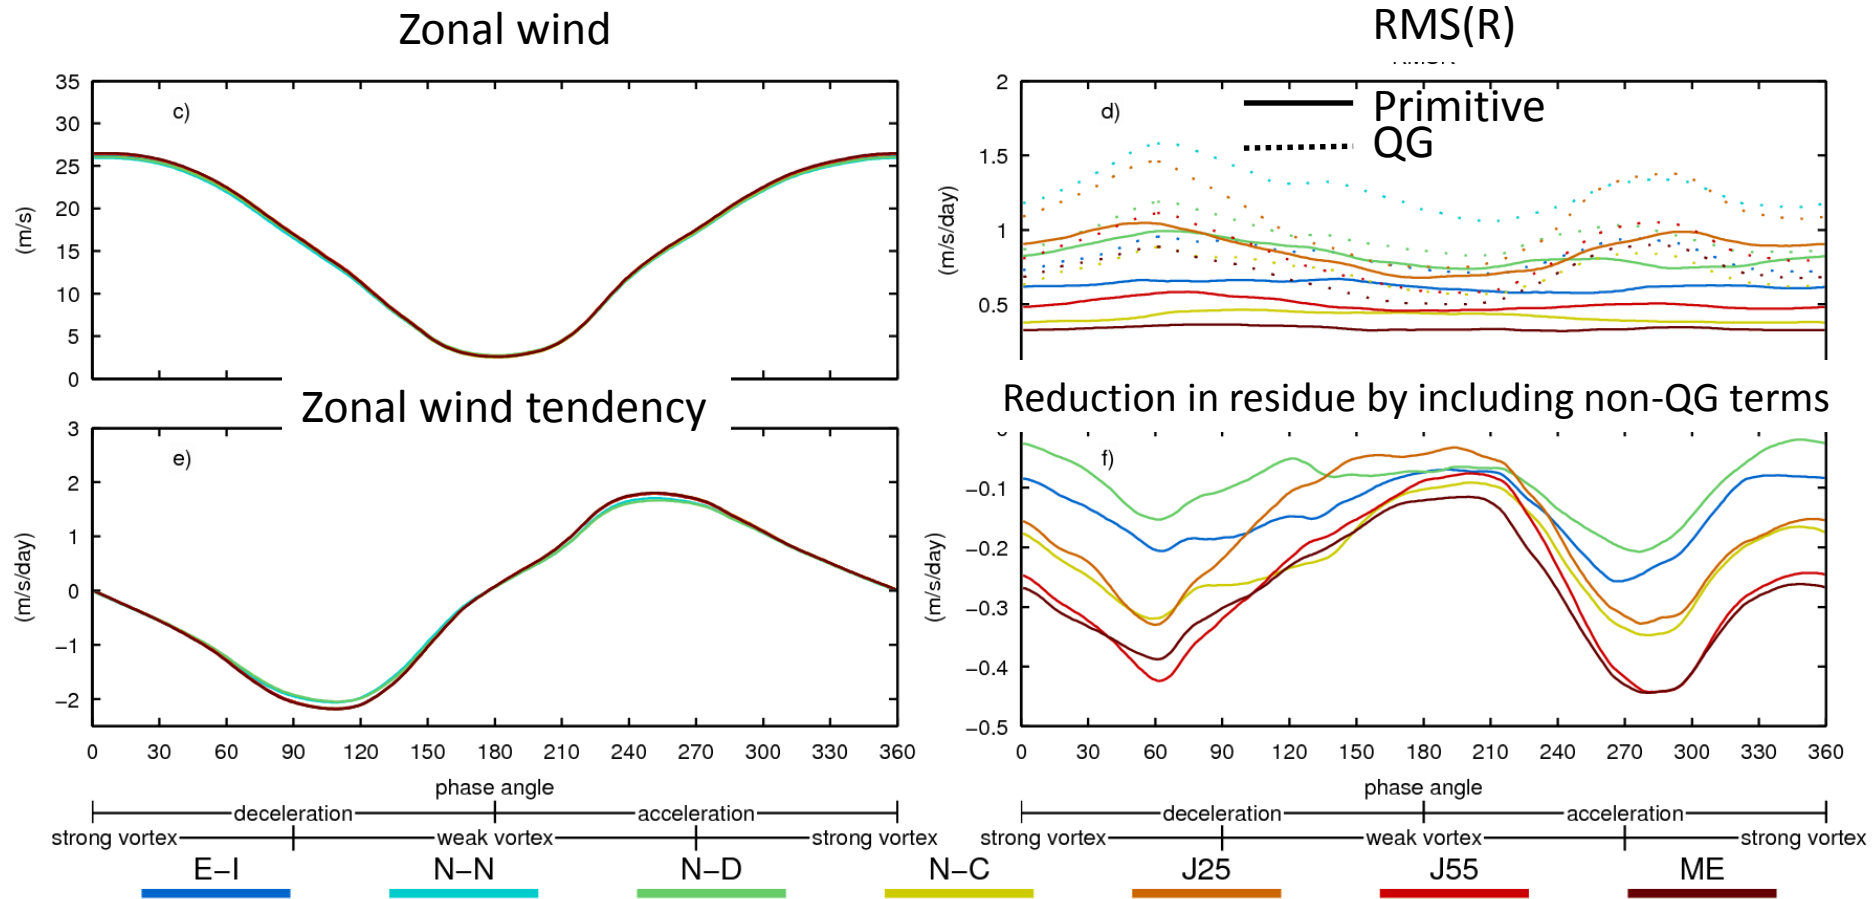 Zonal wind
RMS(R)
35
30
25
20
15
10
5
0
(m/s)
c)
2
1.5
1
0.5
(m/s/day)
d)
Primitive
QG
Zonal wind tendency
Reduction in residue by including non-QG terms
3
2
1
0
−1
−2
(m/s/day)
e)
−0.1
−0.2
−0.3
−0.4
−0.5
(m/s/day)
f)
0 30 60 90 120 150 180 210 240 270 300 330 360
0 30 60 90 120 150 180 210 240 270 300 330 360
phase angle
phase angle
deceleration acceleration
deceleration acceleration
strong vortex weak vortex strong vortex
strong vortex weak vortex strong vortex
E−I N−N N−D N−C J25 J55 ME